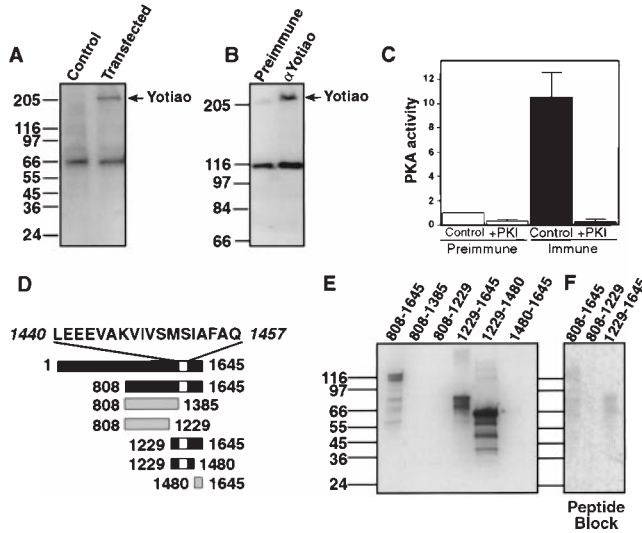 A
Control
Transfected
205
Yotiao
116
97
66
55
45
36
24
B
Preimmune
αYotiao
205
Yotiao
116
97
84
66
C
PKA activity
12
10
8
6
4
2
0
Control +PKI Control +PKI
Preimmune Immune
D
1440 LEEEVAKVIVSMSIAFAQ 1457
1 1645
808 1645
808 1385
808 1229
1229 1645
1229 1480
1480 1645
E
808-1645
808-1385
808-1229
1229-1645
1229-1480
1480-1645
116
97
66
55
45
36
24
F
808-1645
808-1229
1229-1645
Peptide
Block